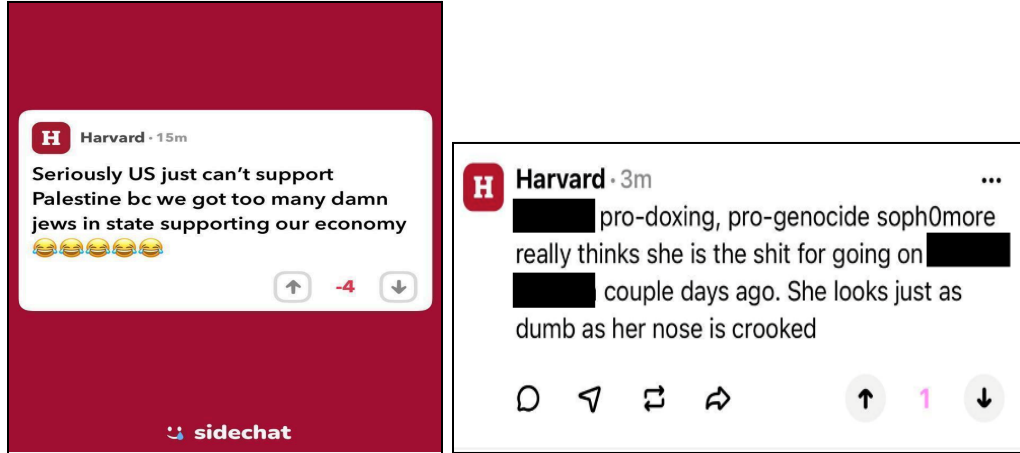 H Harvard · 15m
Seriously US just can’t support
Palestine bc we got too many damn
jews in state supporting our economy
😂😂😂😂😂
-4
sidechat
H Harvard · 3m
pro-doxing, pro-genocide soph0more
really thinks she is the shit for going on
couple days ago. She looks just as
dumb as her nose is crooked
1